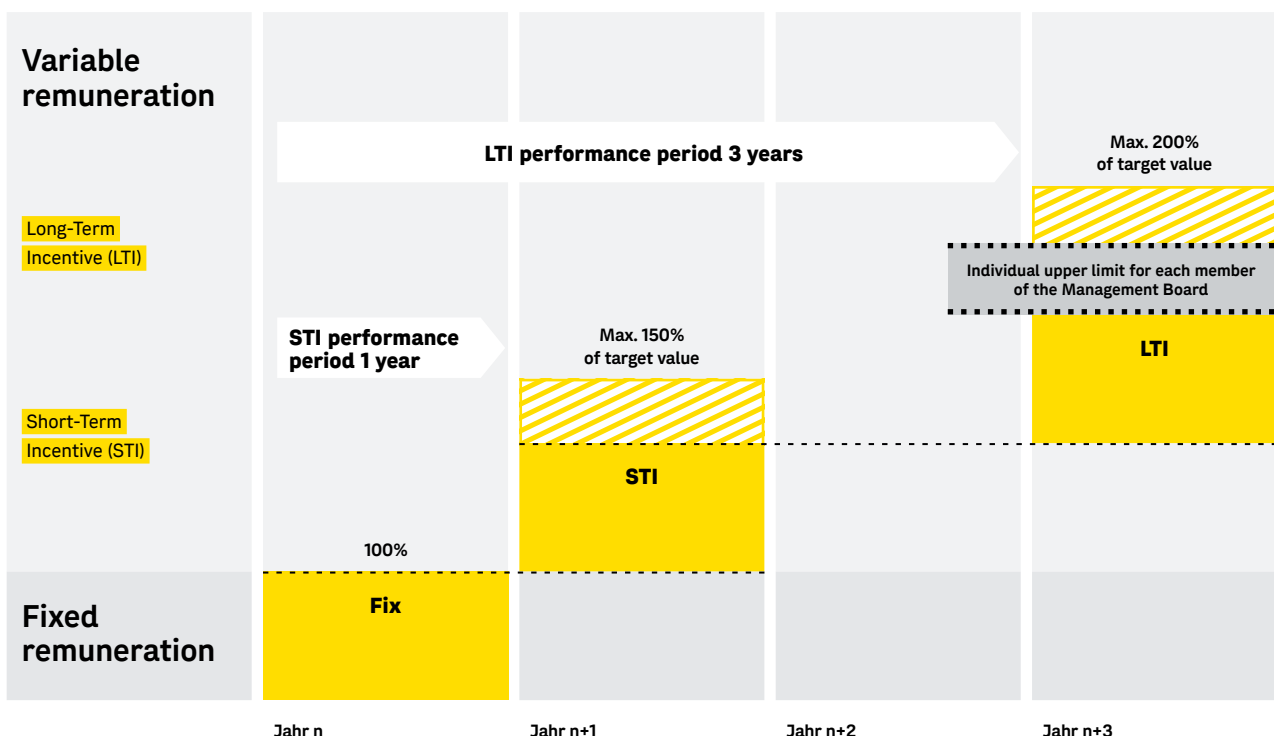 Variable
remuneration
LTI performance period 3 years
Max. 200%
of target value
Long-Term
Incentive (LTI)
Individual upper limit for each member
of the Management Board
STI performance
period 1 year
Max. 150%
of target value
LTI
Short-Term
Incentive (STI)
STI
100%
Fix
Fixed
remuneration
Jahr n
Jahr n+1
Jahr n+2
Jahr n+3